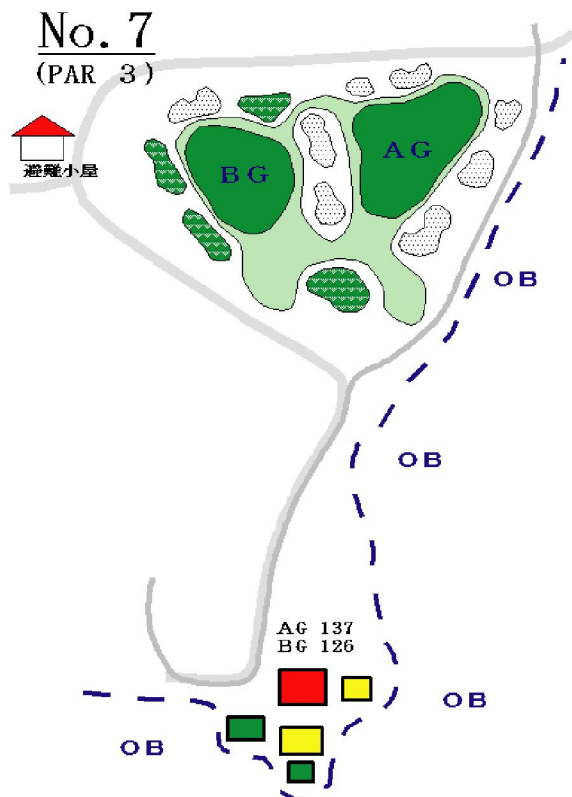 No. 7
(PAR 3)
避難小屋
BG
AG
OB
OB
AG 137
BG 126
OB
OB